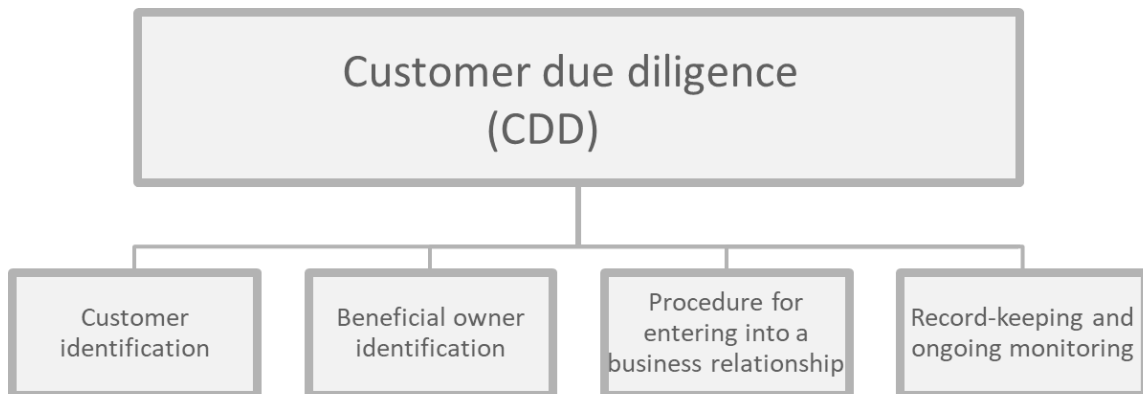 Customer due diligence
(CDD)
Customer
identification
Beneficial owner
identification
Procedure for
entering into a
business relationship
Record-keeping and
ongoing monitoring